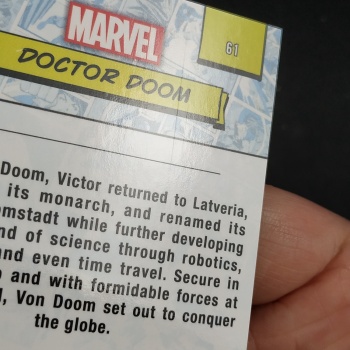 MARVEL
61
DOCTOR DOOM
Doom, Victor returned to Latveria,
its monarch, and renamed its
mstadt while further developing
nd of science through robotics,
nd even time travel. Secure in
and with formidable forces at
Von Doom set out to conquer
the globe.